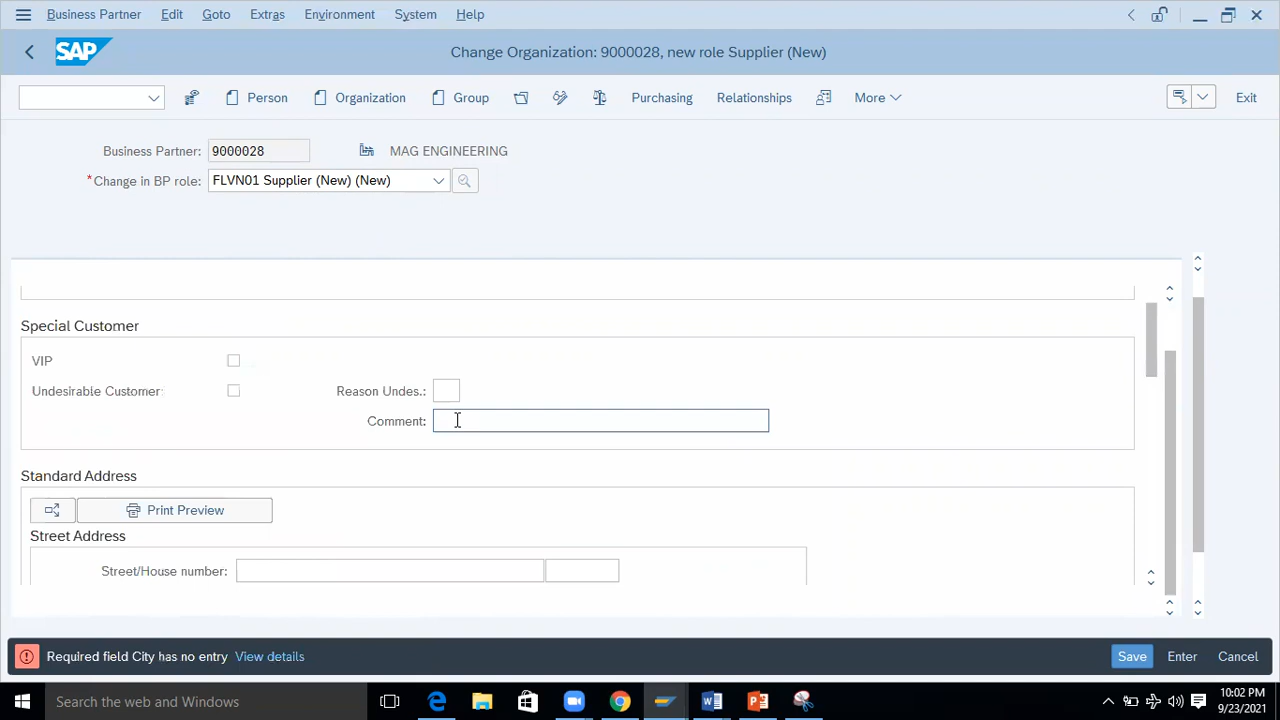 Business Partner Edit Goto Extras Environment System Help
SAP Change Organization: 9000028, new role Supplier (New)
Person Organization Group Purchasing Relationships More Exit
Business Partner: 9000028 MAG ENGINEERING
*Change in BP role: FLVN01 Supplier (New) (New)
Special Customer
VIP
Undesirable Customer: Reason Undes.:
Comment:
Standard Address
Print Preview
Street Address
Street/House number:
Required field City has no entry View details Save Enter Cancel
Search the web and Windows
10:02 PM
9/23/2021